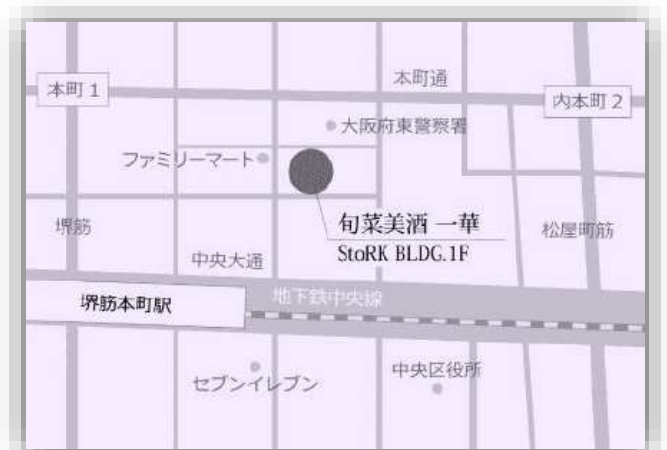 本町通
本町 1
内本町 2
大阪府東警察署
ファミリーマート
旬菜美酒 一華
StoRK BLDG.1F
堺筋
松屋町筋
中央大通
地下鉄中央線
堺筋本町駅
中央区役所
セブンイレブン